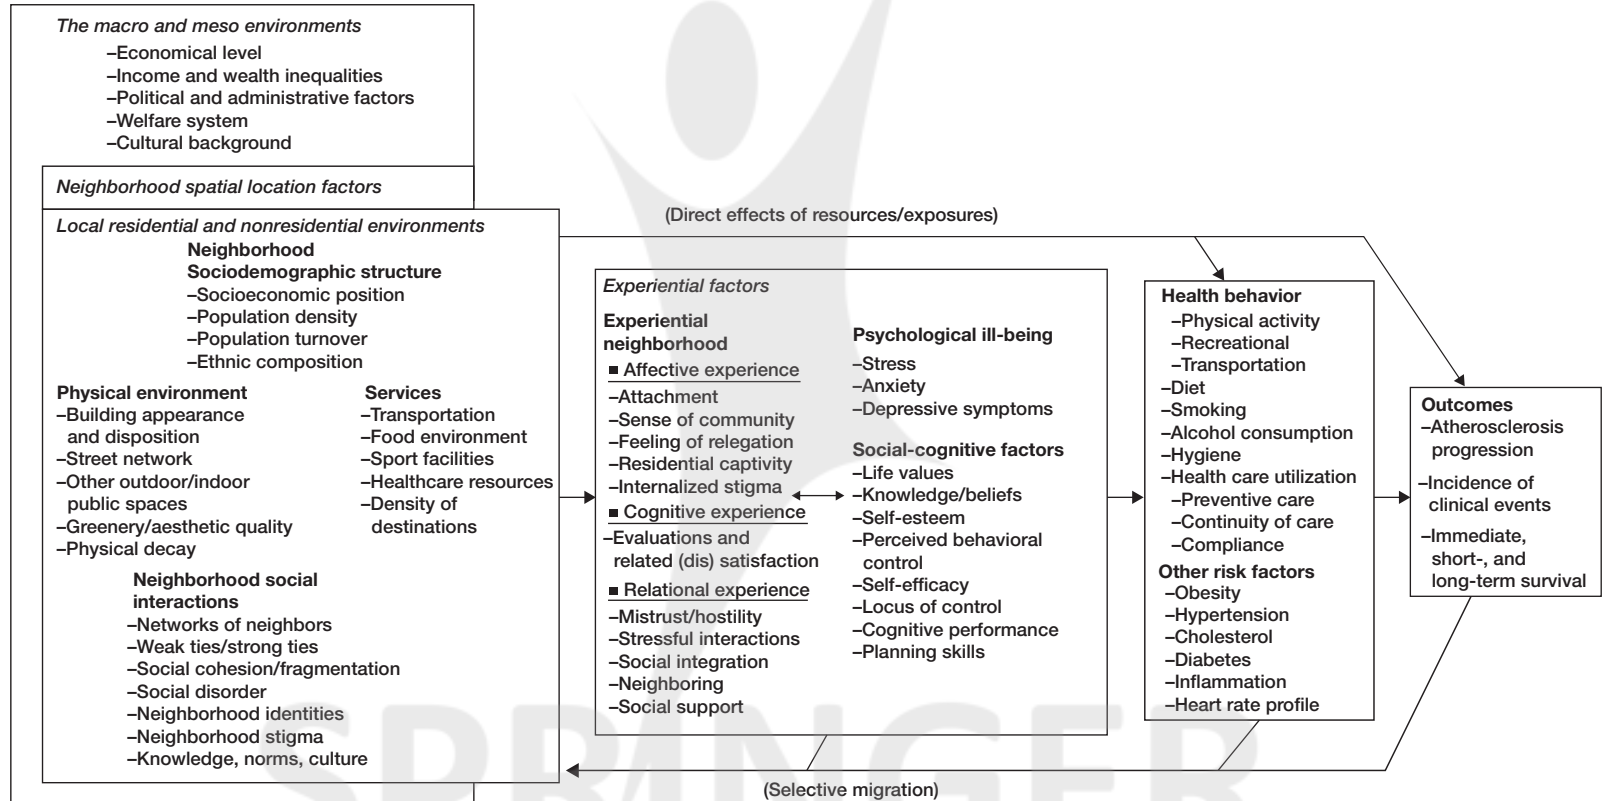 The macro and meso environments
–Economical level
–Income and wealth inequalities
–Political and administrative factors
–Welfare system
–Cultural background
Neighborhood spatial location factors
Local residential and nonresidential environments
Neighborhood
Sociodemographic structure
–Socioeconomic position
–Population density
–Population turnover
–Ethnic composition
Physical environment
–Building appearance
and disposition
–Street network
–Other outdoor/indoor
public spaces
–Greenery/aesthetic quality
–Physical decay
Services
–Transportation
–Food environment
–Sport facilities
–Healthcare resources
–Density of
destinations
Neighborhood social
interactions
–Networks of neighbors
–Weak ties/strong ties
–Social cohesion/fragmentation
–Social disorder
–Neighborhood identities
–Neighborhood stigma
–Knowledge, norms, culture
(Direct effects of resources/exposures)
Experiential factors
Experiential
neighborhood
■ Affective experience
–Attachment
–Sense of community
–Feeling of relegation
–Residential captivity
–Internalized stigma
■ Cognitive experience
–Evaluations and
related (dis) satisfaction
■ Relational experience
–Mistrust/hostility
–Stressful interactions
–Social integration
–Neighboring
–Social support
Psychological ill-being
–Stress
–Anxiety
–Depressive symptoms
Social-cognitive factors
–Life values
–Knowledge/beliefs
–Self-esteem
–Perceived behavioral
control
–Self-efficacy
–Locus of control
–Cognitive performance
–Planning skills
Health behavior
–Physical activity
–Recreational
–Transportation
–Diet
–Smoking
–Alcohol consumption
–Hygiene
–Health care utilization
–Preventive care
–Continuity of care
–Compliance
Other risk factors
–Obesity
–Hypertension
–Cholesterol
–Diabetes
–Inflammation
–Heart rate profile
Outcomes
–Atherosclerosis
progression
–Incidence of
clinical events
–Immediate,
short-, and
long-term survival
(Selective migration)
SPRINGER